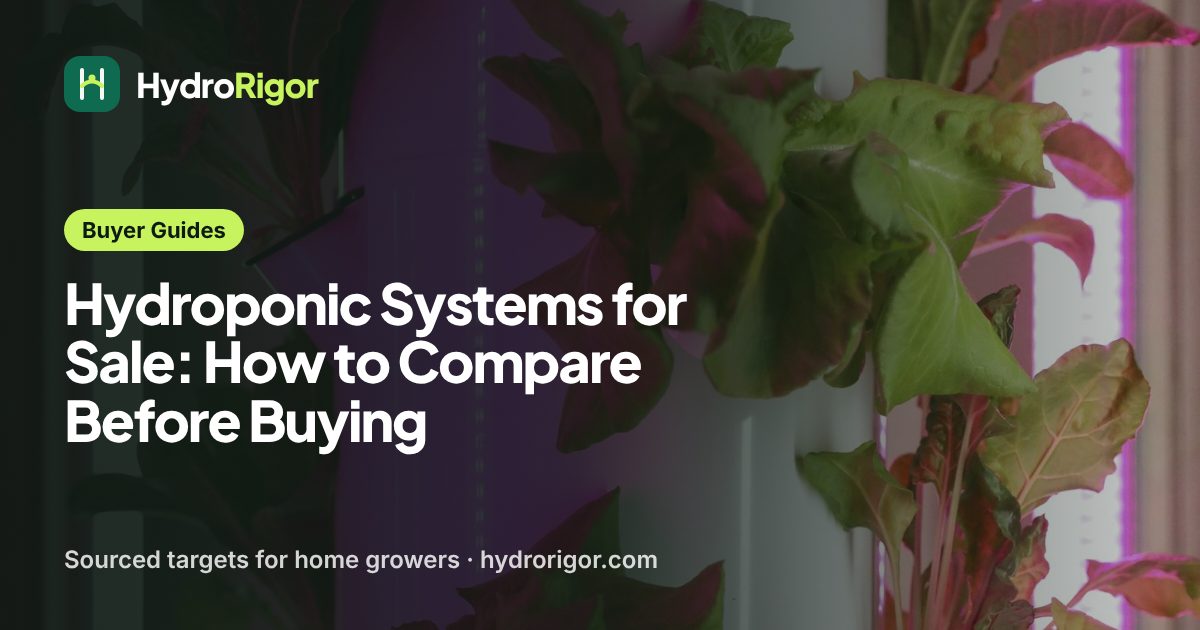 HydroRigor
Buyer Guides
Hydroponic Systems for
Sale: How to Compare
Before Buying
Sourced targets for home growers · hydrorigor.com